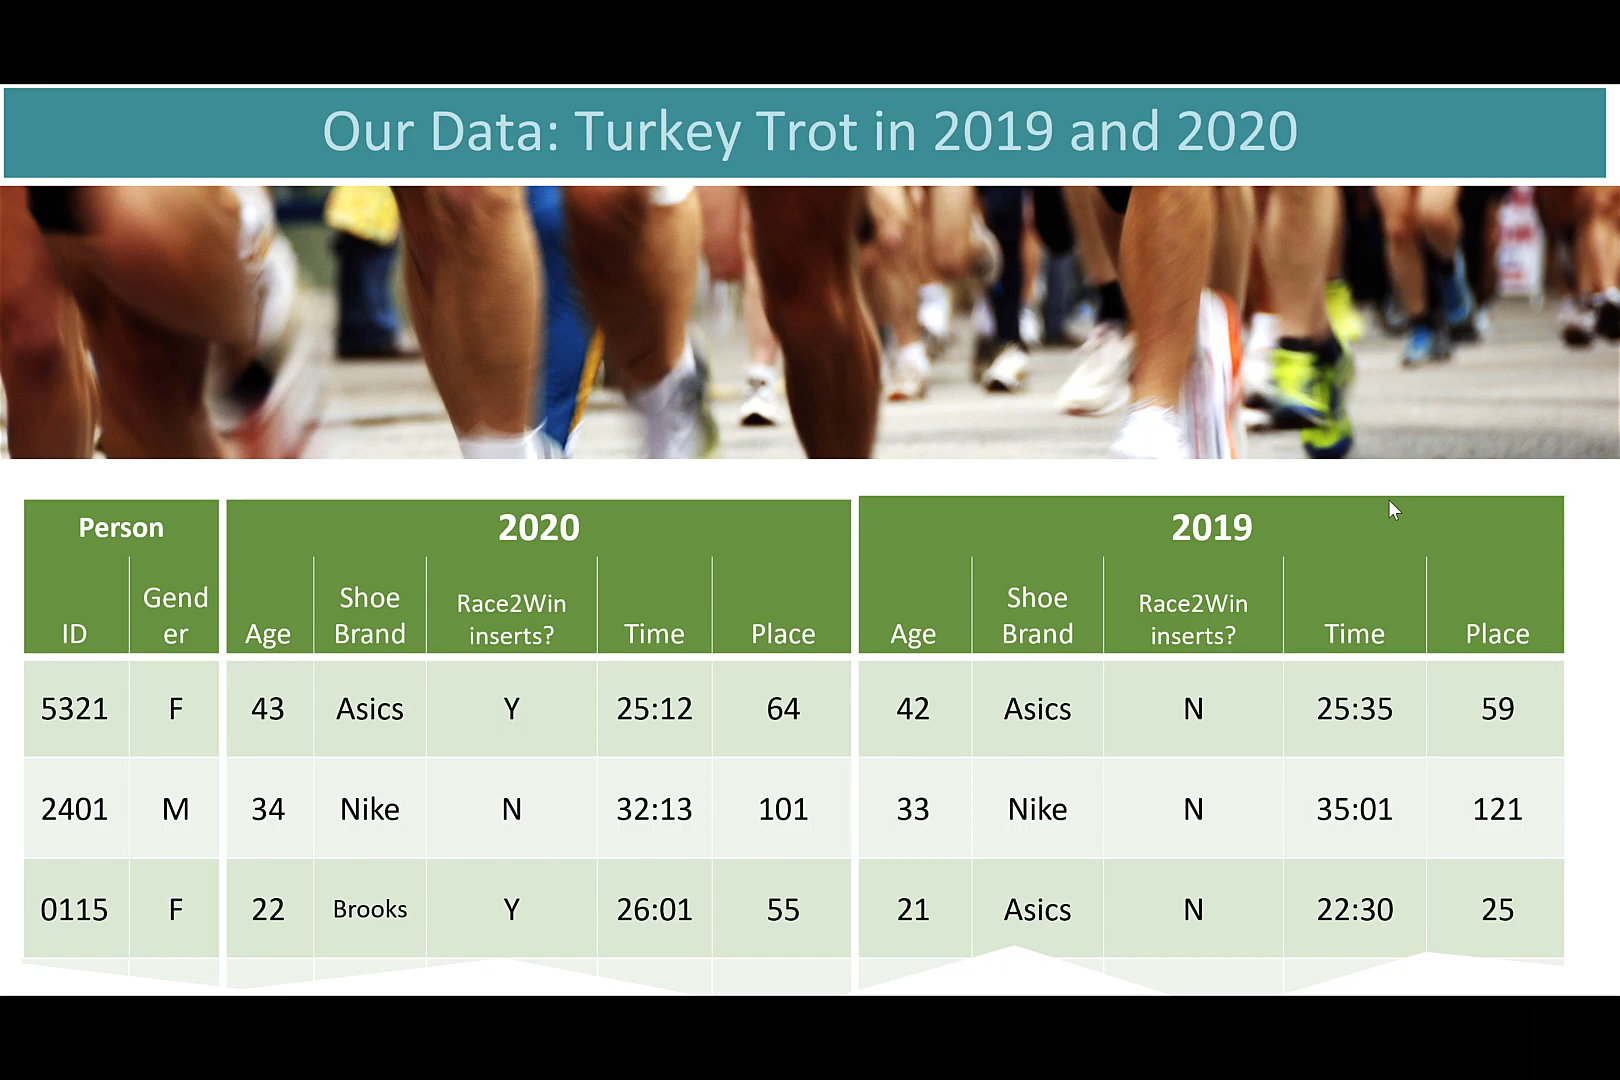 Our Data: Turkey Trot in 2019 and 2020
Person 2020 2019
ID Gend er Age Shoe Brand Race2Win inserts? Time Place Age Shoe Brand Race2Win inserts? Time Place
5321 F 43 Asics Y 25:12 64 42 Asics N 25:35 59
2401 M 34 Nike N 32:13 101 33 Nike N 35:01 121
0115 F 22 Brooks Y 26:01 55 21 Asics N 22:30 25